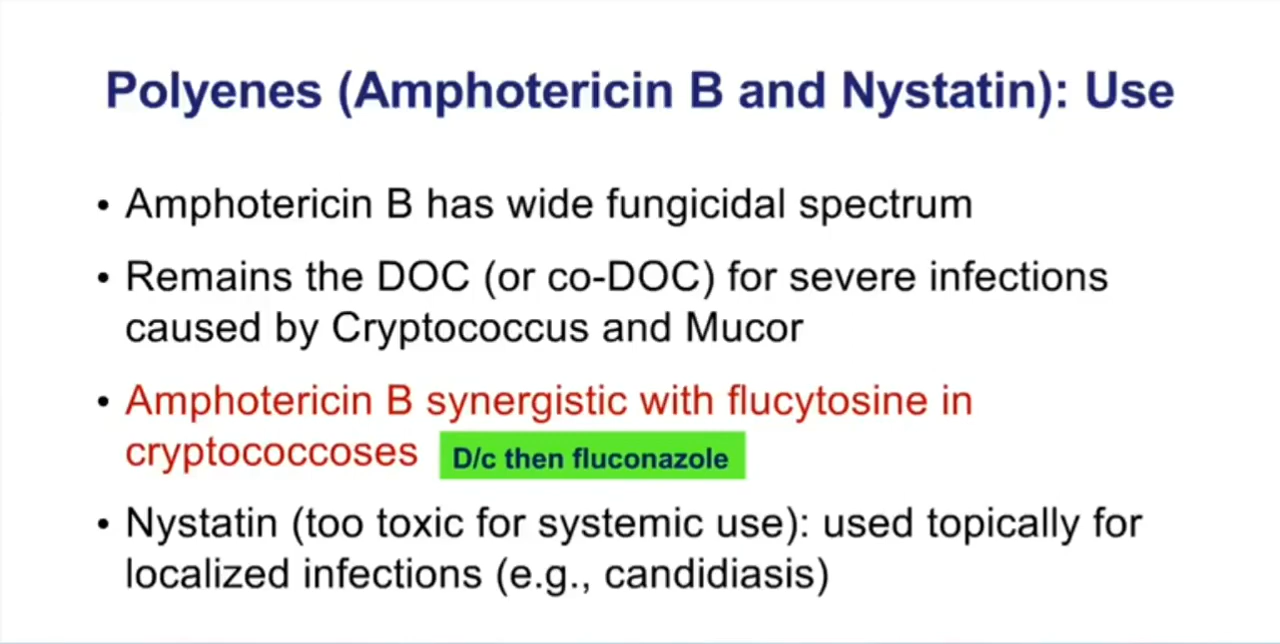 Polyenes (Amphotericin B and Nystatin): Use
• Amphotericin B has wide fungicidal spectrum
• Remains the DOC (or co-DOC) for severe infections
caused by Cryptococcus and Mucor
• Amphotericin B synergistic with flucytosine in
cryptococcoses D/c then fluconazole
• Nystatin (too toxic for systemic use): used topically for
localized infections (e.g., candidiasis)